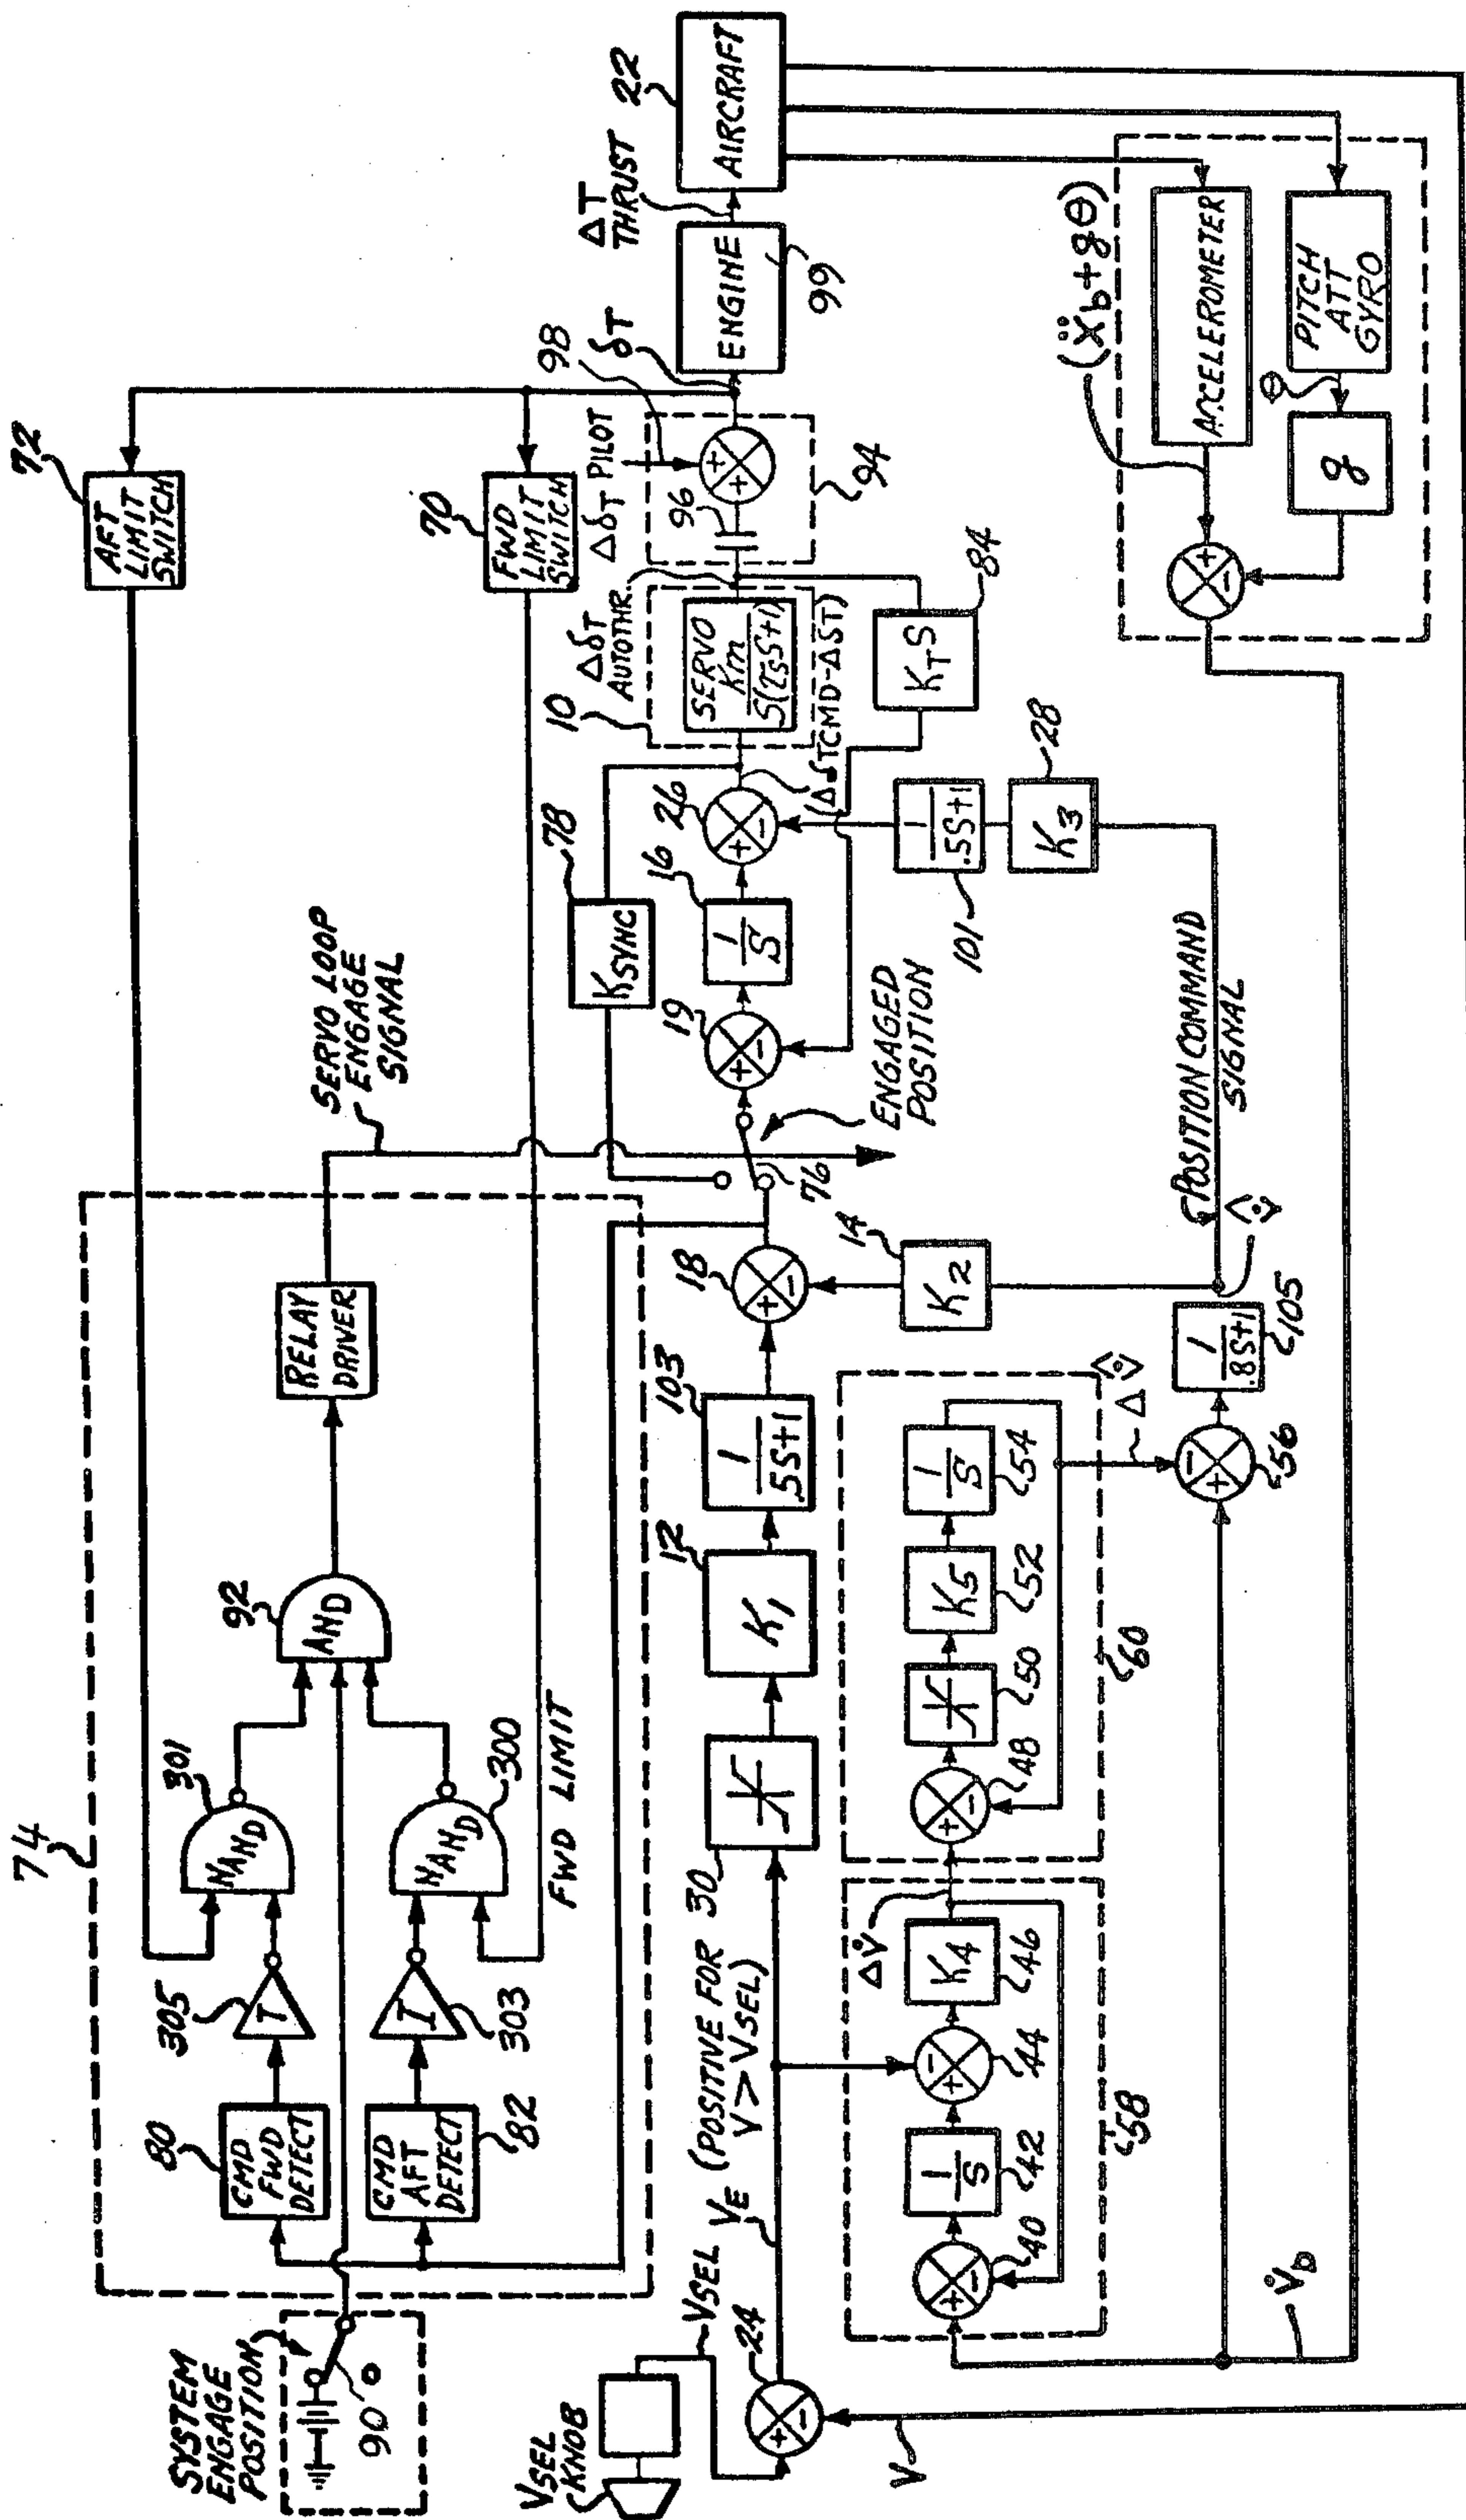 72
AFT
LIMIT
SWITCH
70
FWD
LIMIT
SWITCH
74
SERVO LOOP
ENGAGE
SIGNAL
RELAY
DRIVER
92
AND
301
NAND
300
NAND
FWD LIMIT
305
I
303
I
80
CMD
FWD
DETECT
CMD
AFT
DETECT
82
SYSTEM
ENGAGE
POSITION
90
VSEL
KNOB
VSEL
24
+
-
V
VE (POSITIVE FOR
V > VSEL)
30
12
K1
103
1
.5S+1
18
+
-
76
ENGAGED
POSITION
19
+
-
16
1
S
26
+
-
78
KSYNC
10
ΔδT
AUTOTHR.
SERVO
Km
S(τsS+1)
(ΔδTCMD-ΔδT)
KTS
84
ΔδT PILOT
96
+
+
98
94
δT
ENGINE
99
ΔT
THRUST
22
AIRCRAFT
14
K2
101
1
.5S+1
28
K3
POSITION COMMAND
SIGNAL
V̇̂
1
.8S+1
105
56
+
-
ΔV̇̂
60
48
+
-
50
K5
52
1
S
54
ΔV̇
58
40
+
-
1
S
42
44
+
-
K4
46
V̇b
(Ẍb+gθ)
ACCELEROMETER
PITCH
ATT
GYRO
θ
g
+
-